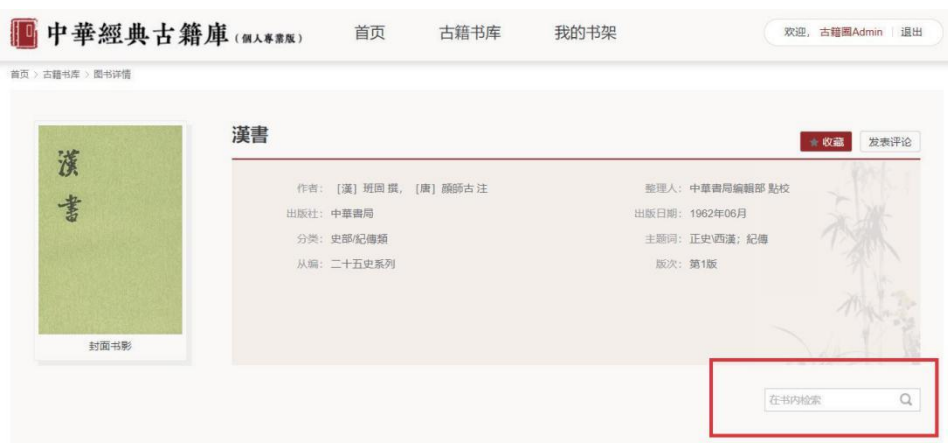 中華經典古籍庫(個人專業版) 首页 古籍书库 我的书架 欢迎, 古籍圈Admin | 退出
首页 > 古籍书库 > 图书详情
漢書
封面书影
漢書
★ 收藏 发表评论
作者: [漢] 班固 撰, [唐] 顔師古 注 整理人: 中華書局編輯部 點校
出版社: 中華書局 出版日期: 1962年06月
分类: 史部/紀傳類 主题词: 正史\西漢; 紀傳
从编: 二十五史系列 版次: 第1版
在书内检索